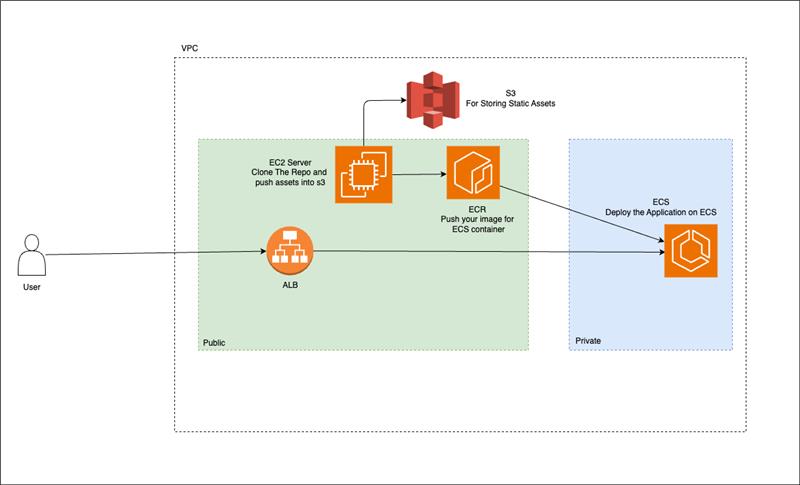 VPC
S3
For Storing Static Assets
EC2 Server
Clone The Repo and
push assets into s3
ECR
Push your image for
ECS container
ECS
Deploy the Application on ECS
User
ALB
Public
Private